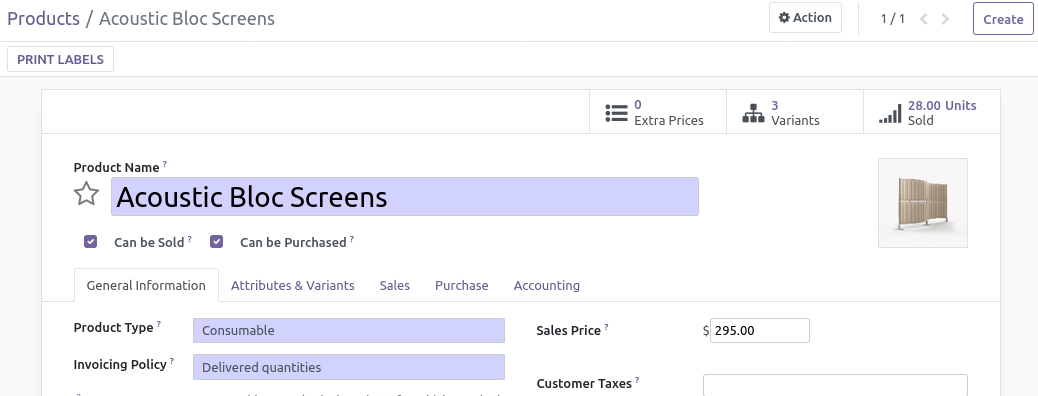 Products / Acoustic Bloc Screens
Action
1 / 1
Create
PRINT LABELS
0
Extra Prices
3
Variants
28.00 Units
Sold
Product Name ?
Acoustic Bloc Screens
Can be Sold ?
Can be Purchased ?
General Information
Attributes & Variants
Sales
Purchase
Accounting
Product Type ?
Consumable
Sales Price ?
$ 295.00
Invoicing Policy ?
Delivered quantities
Customer Taxes ?